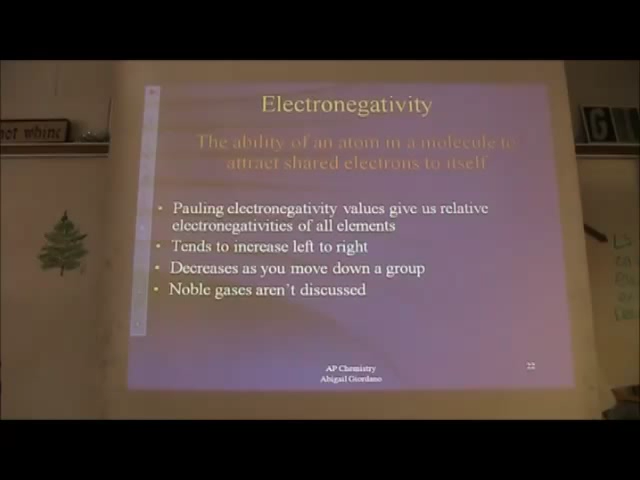 Electronegativity
The ability of an atom in a molecule to
attract shared electrons to itself
• Pauling electronegativity values give us relative
electronegativities of all elements
• Tends to increase left to right
• Decreases as you move down a group
• Noble gases aren't discussed
AP Chemistry
Abigail Giordano
22
not whine
G